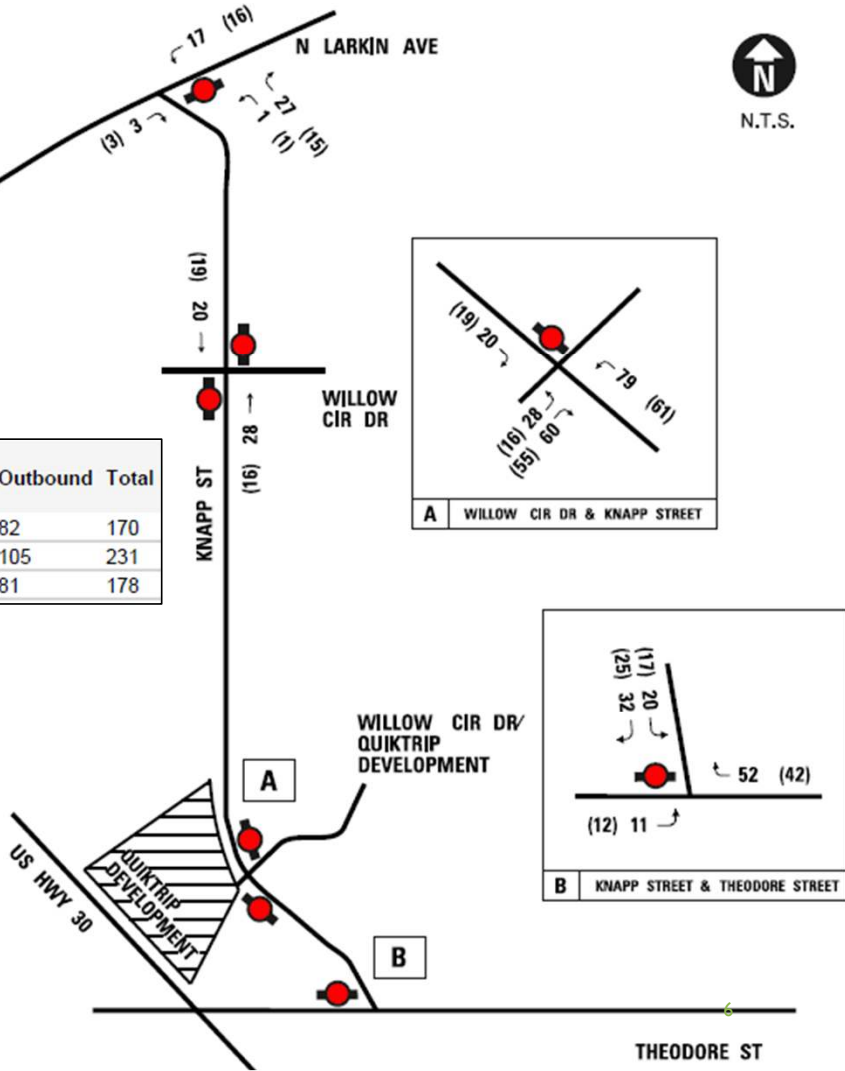 17 (16)
N LARKIN AVE
N
N.T.S.
27 (15)
1 (1)
(3) 3
(19) 20
WILLOW
CIR DR
(16) 28
KNAPP ST
Outbound Total
82 170
105 231
81 178
(19) 20
79 (61)
(16) 28
(55) 60
A WILLOW CIR DR & KNAPP STREET
WILLOW CIR DR/
QUIKTRIP
DEVELOPMENT
A
QUIKTRIP
DEVELOPMENT
US HWY 30
B
(17) 20
(25) 32
52 (42)
(12) 11
B KNAPP STREET & THEODORE STREET
6
THEODORE ST